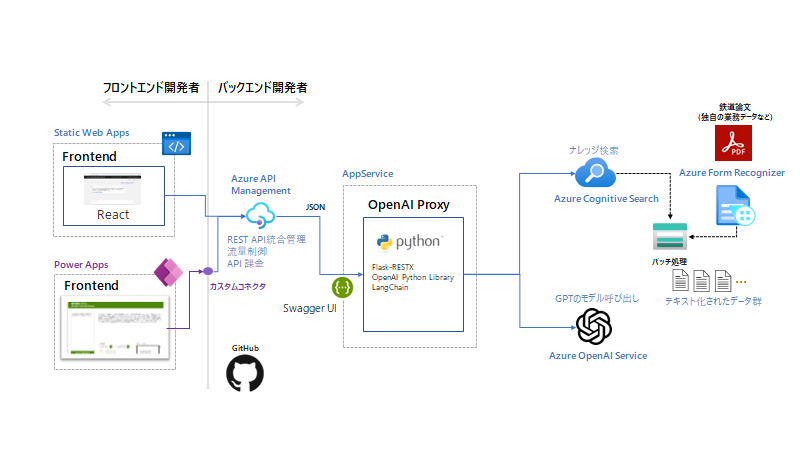 フロントエンド開発者
バックエンド開発者
Static Web Apps
Frontend
React
Power Apps
Frontend
カスタムコネクタ
Azure API
Management
REST API統合管理
流量制御
API 課金
JSON
GitHub
AppService
OpenAI Proxy
python
Flask-RESTX
OpenAI Python Library
LangChain
Swagger UI
ナレッジ検索
Azure Cognitive Search
GPTのモデル呼び出し
Azure OpenAI Service
鉄道論文
(独自の業務データなど)
PDF
Azure Form Recognizer
バッチ処理
テキスト化されたデータ群